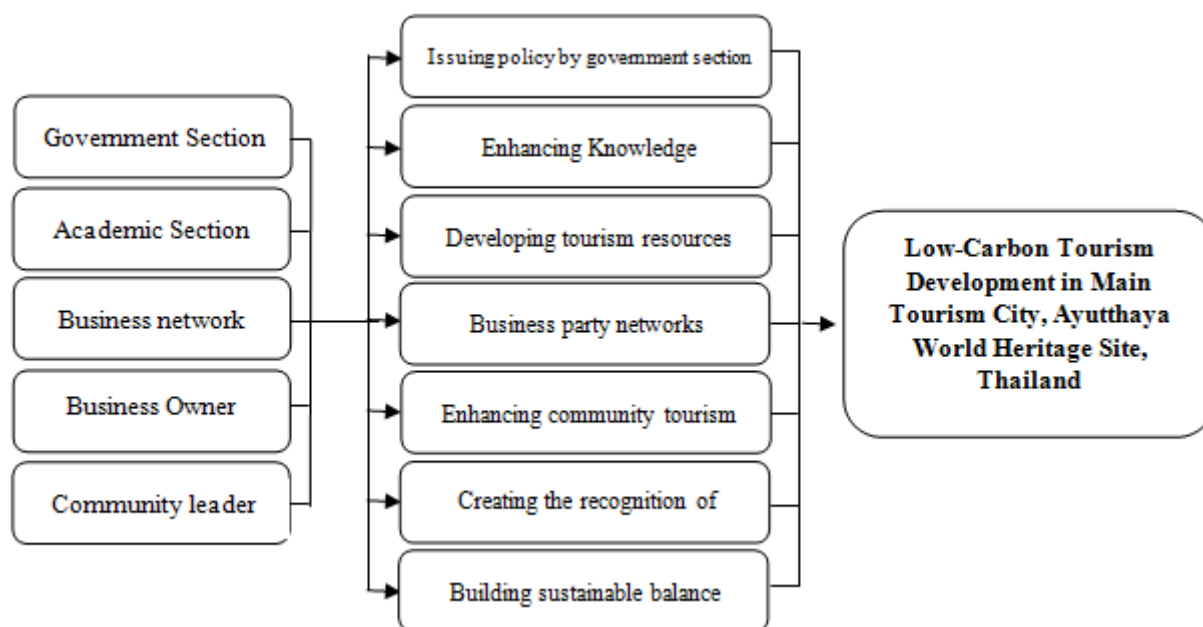 Government Section
Academic Section
Business network
Business Owner
Community leader
Issuing policy by government section
Enhancing Knowledge
Developing tourism resources
Business party networks
Enhancing community tourism
Creating the recognition of
Building sustainable balance
Low-Carbon Tourism
Development in Main
Tourism City, Ayutthaya
World Heritage Site,
Thailand